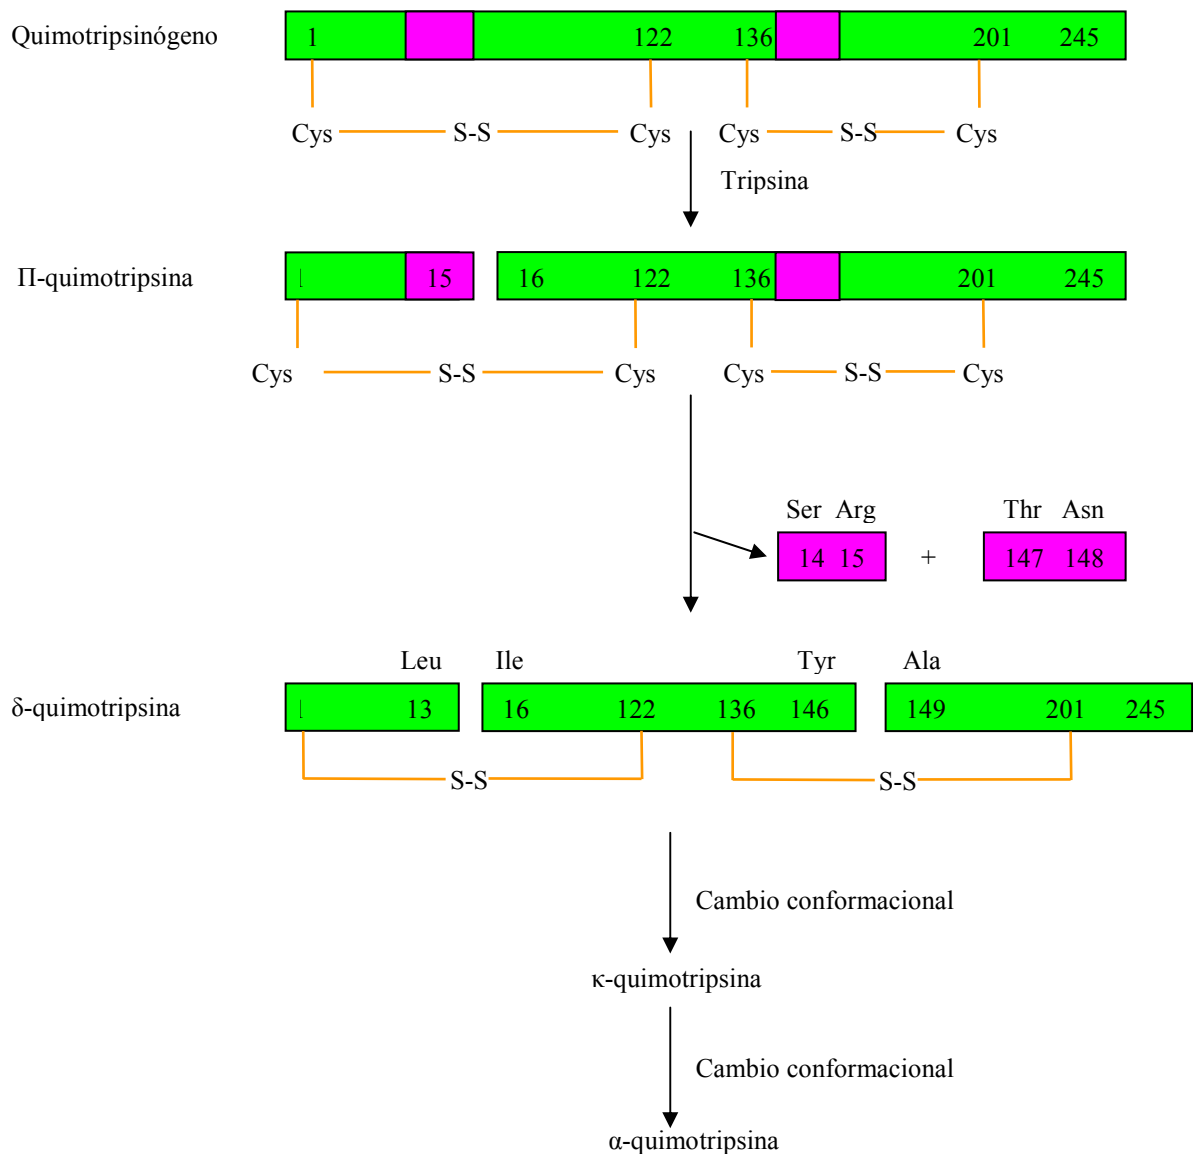 Quimotripsinógeno 1 122 136 201 245
Cys S-S Cys Cys S-S Cys
Tripsina
Π-quimotripsina 1 15 16 122 136 201 245
Cys S-S Cys Cys S-S Cys
Ser Arg Thr Asn
14 15 + 147 148
Leu Ile Tyr Ala
δ-quimotripsina 1 13 16 122 136 146 149 201 245
S-S S-S
Cambio conformacional
κ-quimotripsina
Cambio conformacional
α-quimotripsina